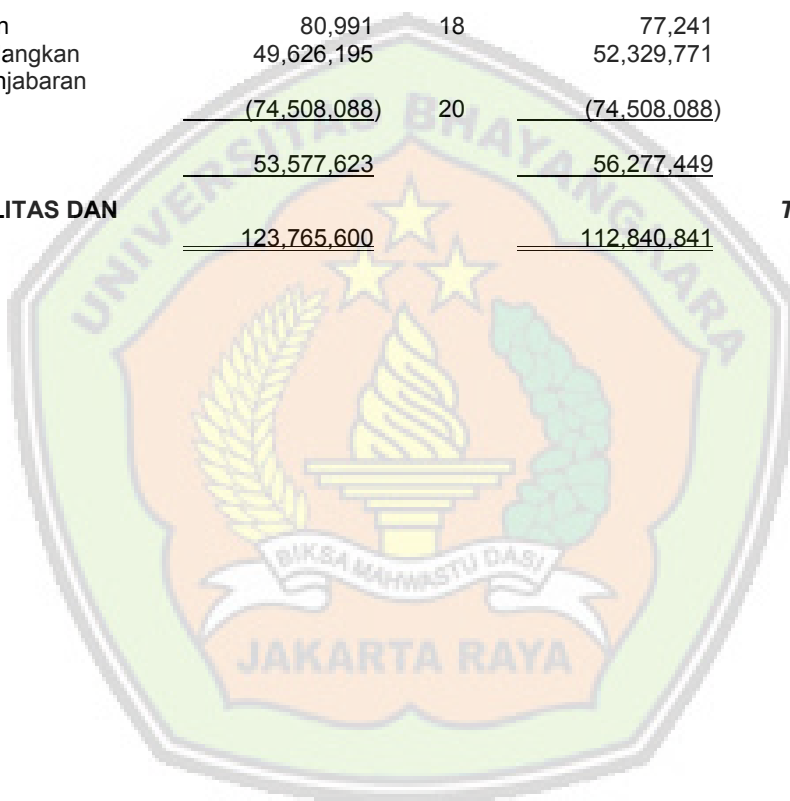 n 80,991 18 77,241
angkan 49,626,195 52,329,771
njabaran
(74,508,088) 20 (74,508,088)
53,577,623 56,277,449
LITAS DAN T
123,765,600 112,840,841
UNIVERSITAS BHAYANGKARA
BIKSA MAHWASTU DASI
JAKARTA RAYA